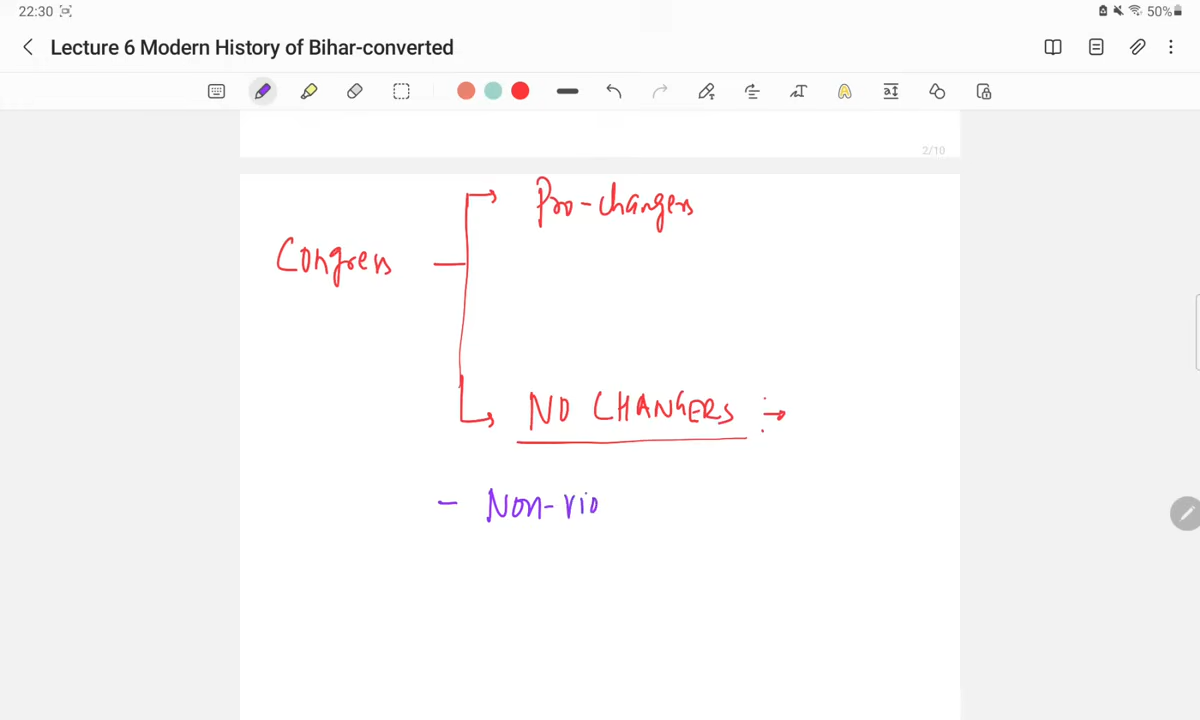 22:30 50%
Lecture 6 Modern History of Bihar-converted
2/10
Pro-changers
Congress
NO CHANGERS
- Non-vio